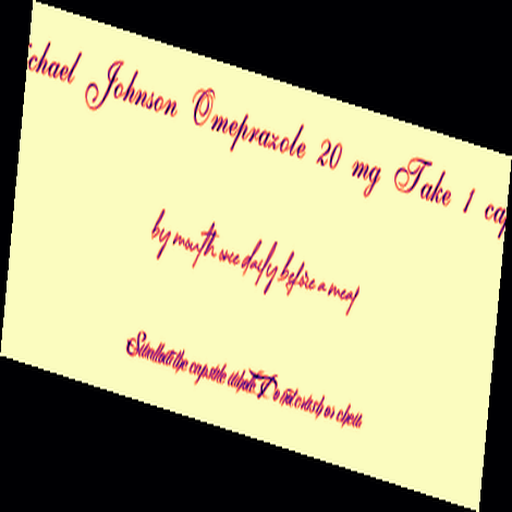 chael Johnson Omeprazole 20 mg Take 1 cap
by mouth once daily before a meal
Swallow the capsule whole. Do not crush or chew